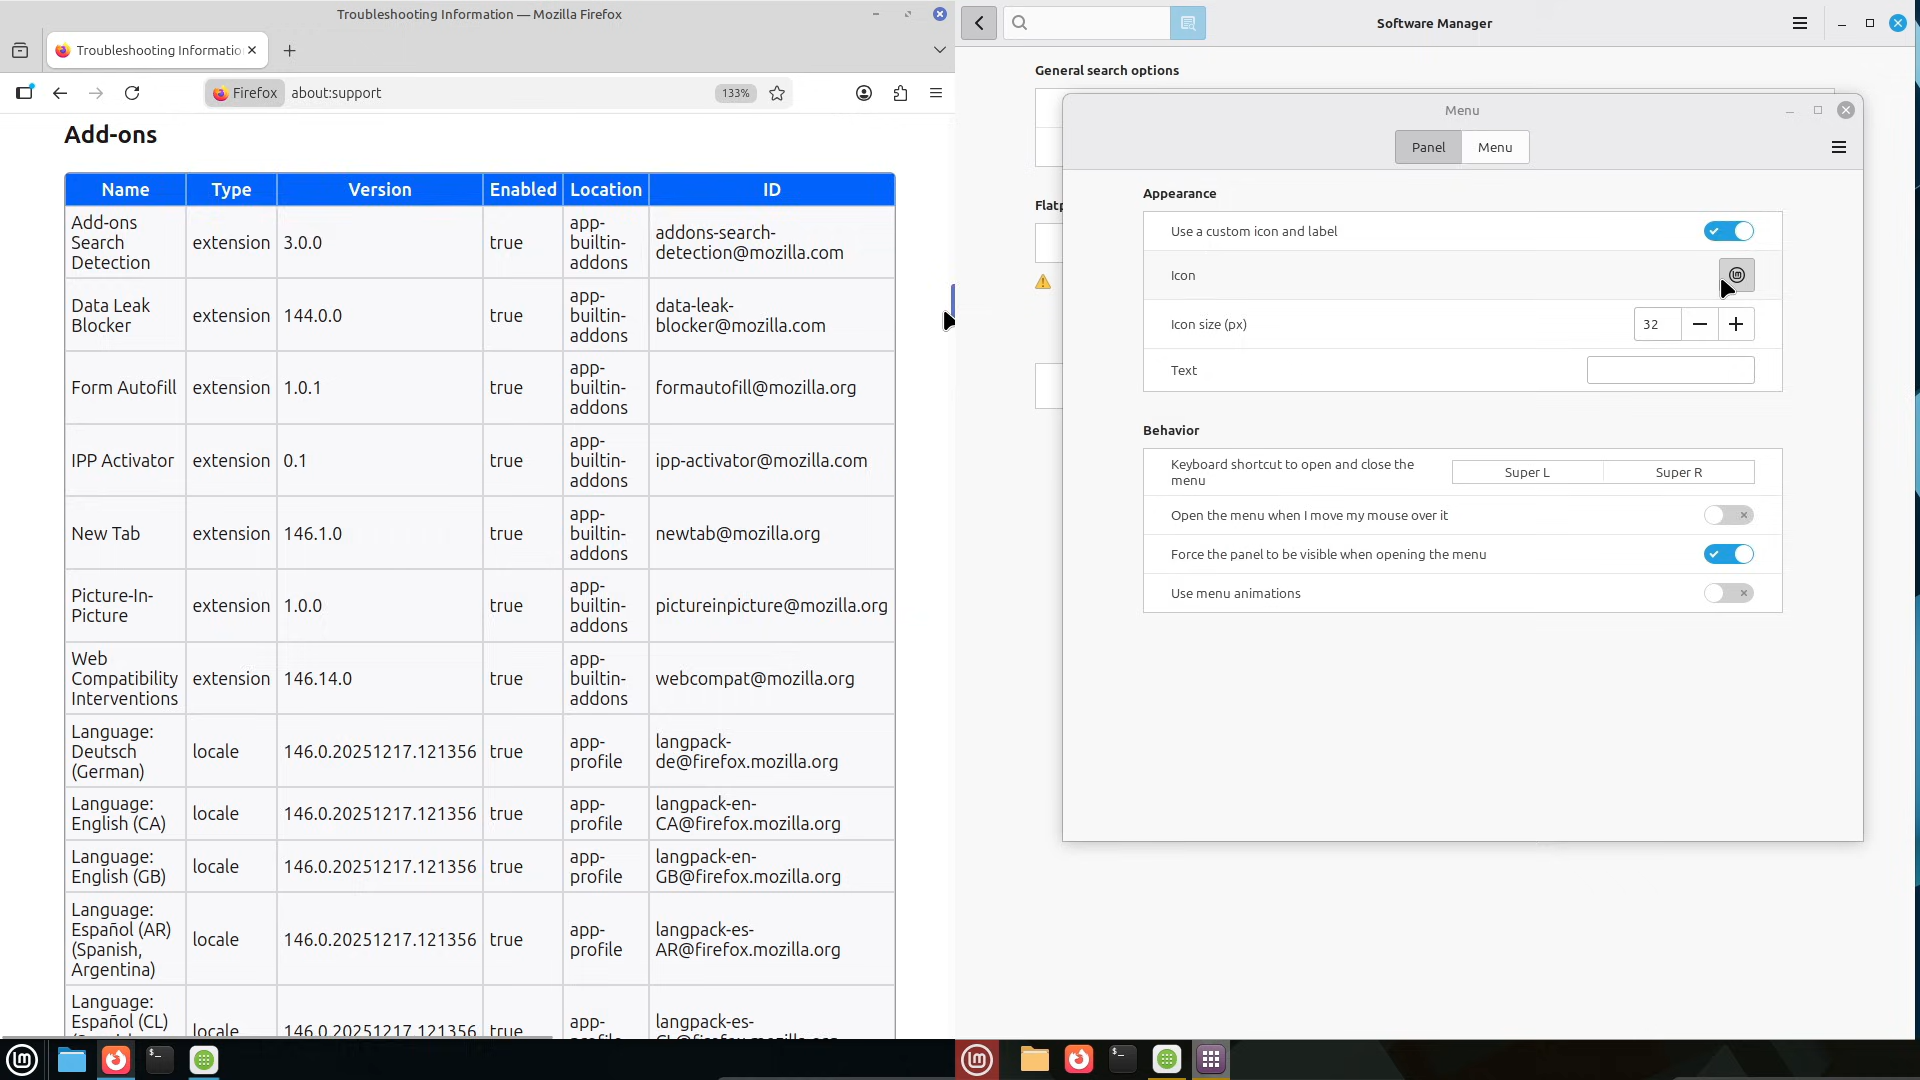 Troubleshooting Information — Mozilla Firefox
Troubleshooting Informatio
Firefox
about:support
133%
Add-ons
Name Type Version Enabled Location ID
Add-ons
Search
Detection
extension
3.0.0
true
app-
builtin-
addons
addons-search-
detection@mozilla.com
Data Leak
Blocker
extension
144.0.0
true
app-
builtin-
addons
data-leak-
blocker@mozilla.com
Form Autofill
extension
1.0.1
true
app-
builtin-
addons
formautofill@mozilla.org
IPP Activator
extension
0.1
true
app-
builtin-
addons
ipp-activator@mozilla.com
New Tab
extension
146.1.0
true
app-
builtin-
addons
newtab@mozilla.org
Picture-In-
Picture
extension
1.0.0
true
app-
builtin-
addons
pictureinpicture@mozilla.org
Web
Compatibility
Interventions
extension
146.14.0
true
app-
builtin-
addons
webcompat@mozilla.org
Language:
Deutsch
(German)
locale
146.0.20251217.121356
true
app-
profile
langpack-
de@firefox.mozilla.org
Language:
English (CA)
locale
146.0.20251217.121356
true
app-
profile
langpack-en-
CA@firefox.mozilla.org
Language:
English (GB)
locale
146.0.20251217.121356
true
app-
profile
langpack-en-
GB@firefox.mozilla.org
Language:
Español (AR)
(Spanish,
Argentina)
locale
146.0.20251217.121356
true
app-
profile
langpack-es-
AR@firefox.mozilla.org
Language:
Español (CL)
locale
146.0.20251217.121356
true
app-
langpack-es-
Software Manager
General search options
Flatp
Menu
Panel
Menu
Appearance
Use a custom icon and label
Icon
Icon size (px)
32
Text
Behavior
Keyboard shortcut to open and close the
menu
Super L
Super R
Open the menu when I move my mouse over it
Force the panel to be visible when opening the menu
Use menu animations